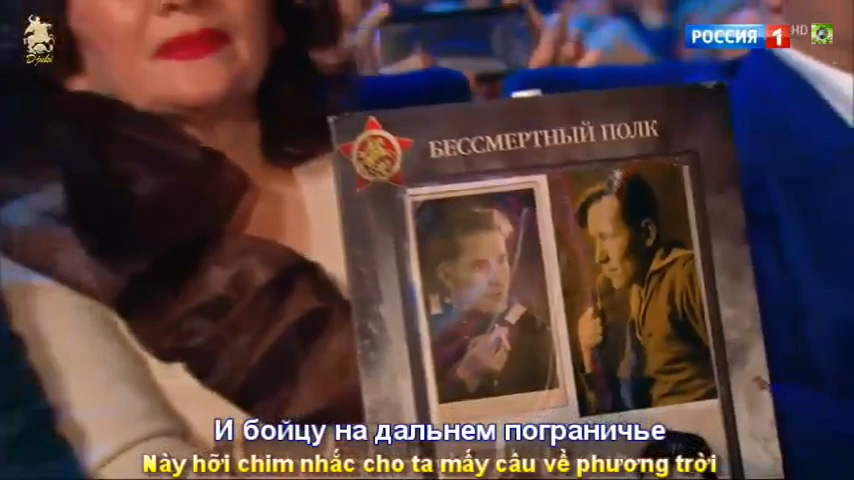 РОССИЯ 1 HD
Djuki
БЕССМЕРТНЫЙ ПОЛК
И бойцу на дальнем пограничье
Này hỡi chim nhắc cho ta mấy câu về phương trời